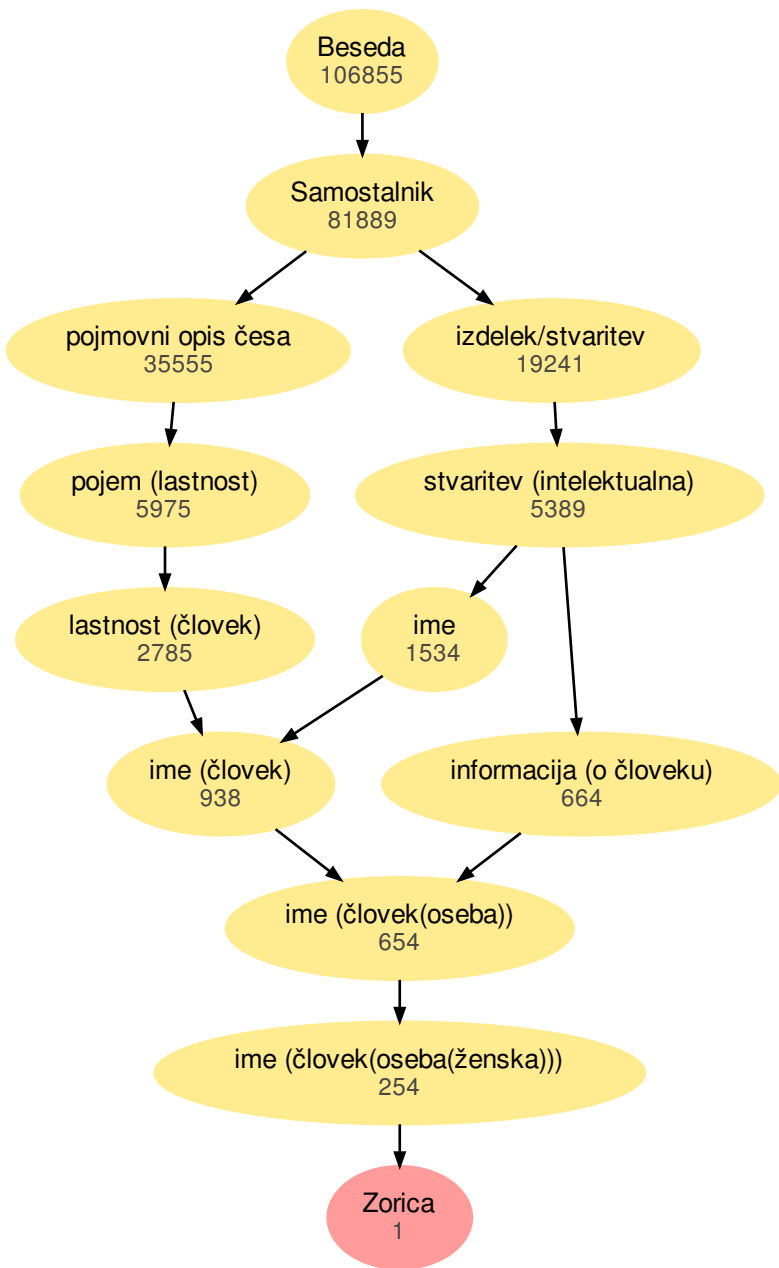 Beseda
106855
Samostalnik
81889
pojmovni opis česa
35555
izdelek/stvaritev
19241
pojem (lastnost)
5975
stvaritev (intelektualna)
5389
lastnost (človek)
2785
ime
1534
ime (človek)
938
informacija (o človeku)
664
ime (človek(oseba))
654
ime (človek(oseba(ženska)))
254
Zorica
1